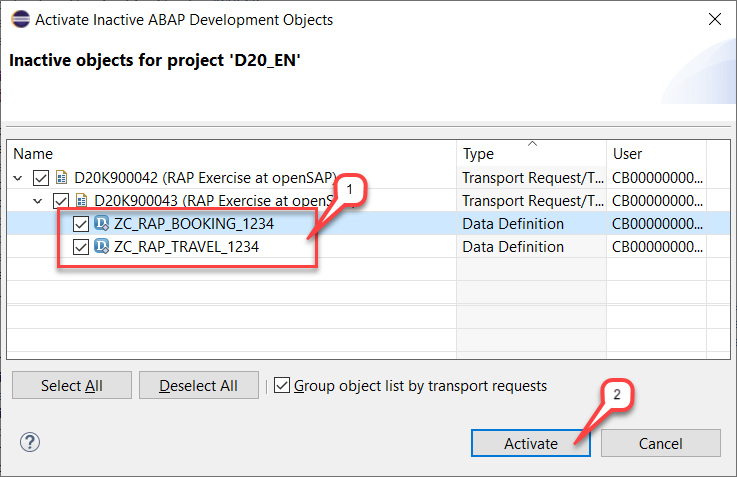 Activate Inactive ABAP Development Objects
Inactive objects for project 'D20_EN'
Name Type User
D20K900042 (RAP Exercise at openSAP) Transport Request/T... CB00000000...
1
D20K900043 (RAP Exercise at openS Transport Request/T... CB00000000...
ZC_RAP_BOOKING_1234 Data Definition CB00000000...
ZC_RAP_TRAVEL_1234 Data Definition CB00000000...
Select All Deselect All Group object list by transport requests
2
? Activate Cancel